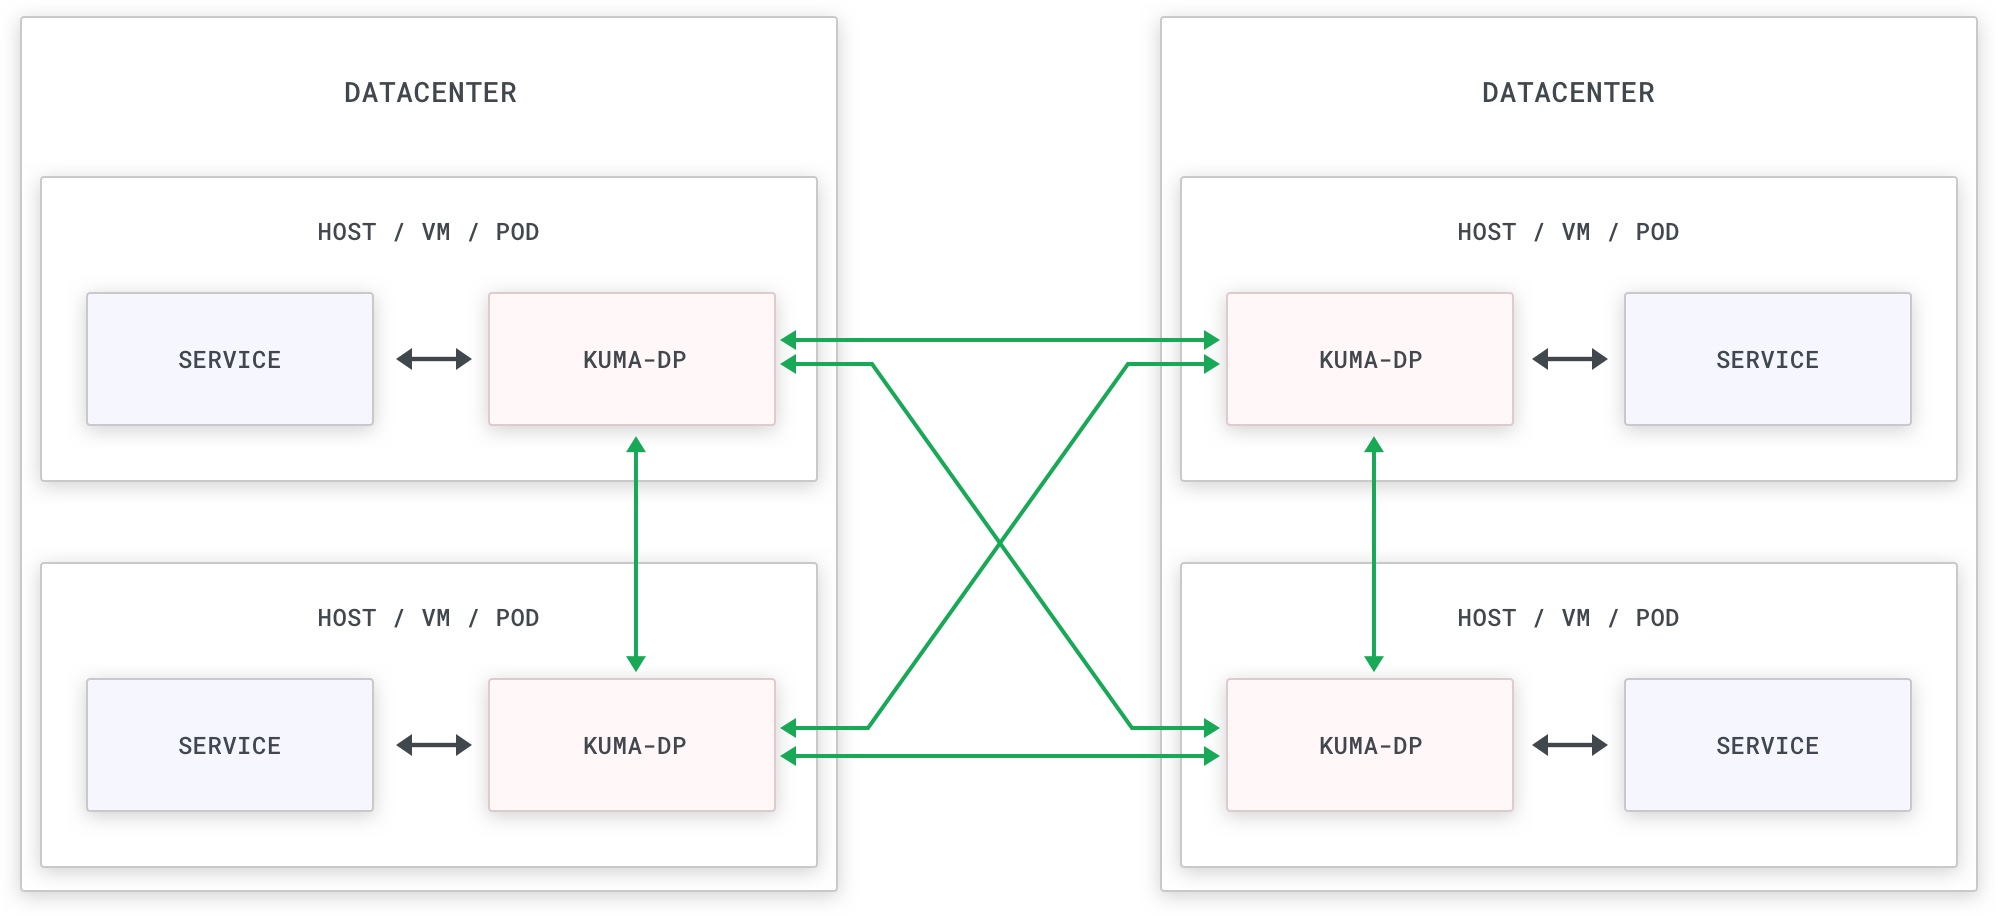 DATACENTER
HOST / VM / POD
SERVICE
KUMA-DP
HOST / VM / POD
SERVICE
KUMA-DP
DATACENTER
HOST / VM / POD
KUMA-DP
SERVICE
HOST / VM / POD
KUMA-DP
SERVICE